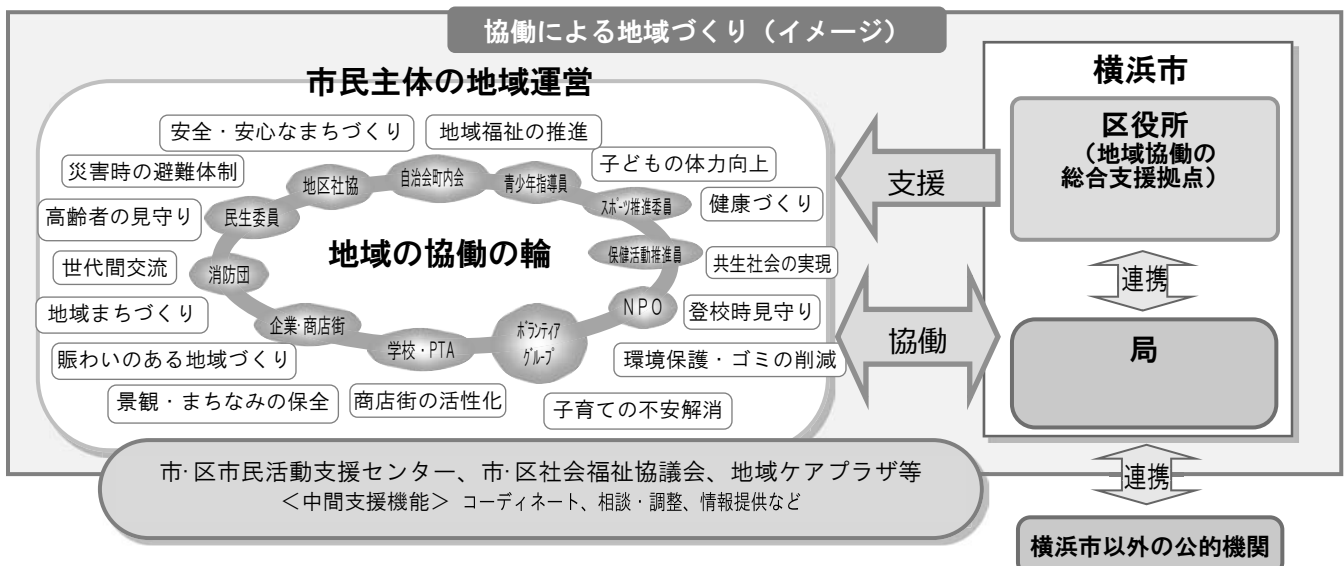 協働による地域づくり（イメージ）
市民主体の地域運営
安全・安心なまちづくり
地域福祉の推進
災害時の避難体制
子どもの体力向上
高齢者の見守り
健康づくり
世代間交流
共生社会の実現
地域まちづくり
登校時見守り
賑わいのある地域づくり
環境保護・ゴミの削減
景観・まちなみの保全
商店街の活性化
子育ての不安解消
地域の協働の輪
地区社協
自治会町内会
青少年指導員
スポーツ推進委員
保健活動推進員
NPO
ボランティア
グループ
学校・PTA
企業・商店街
消防団
民生委員
支援
協働
横浜市
区役所
（地域協働の
総合支援拠点）
連携
局
連携
横浜市以外の公的機関
市・区市民活動支援センター、市・区社会福祉協議会、地域ケアプラザ等
＜中間支援機能＞ コーディネート、相談・調整、情報提供など